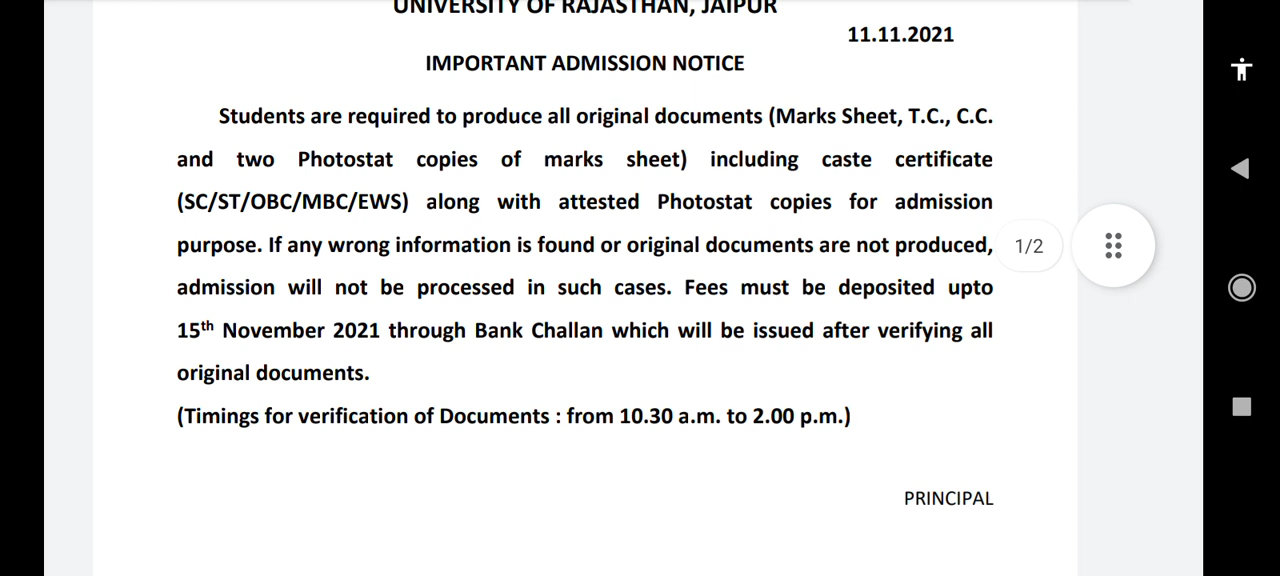 UNIVERSITY OF RAJASTHAN, JAIPUR
11.11.2021
IMPORTANT ADMISSION NOTICE
Students are required to produce all original documents (Marks Sheet, T.C., C.C.
and two Photostat copies of marks sheet) including caste certificate
(SC/ST/OBC/MBC/EWS) along with attested Photostat copies for admission
purpose. If any wrong information is found or original documents are not produced,
1/2
admission will not be processed in such cases. Fees must be deposited upto
15th November 2021 through Bank Challan which will be issued after verifying all
original documents.
(Timings for verification of Documents : from 10.30 a.m. to 2.00 p.m.)
PRINCIPAL